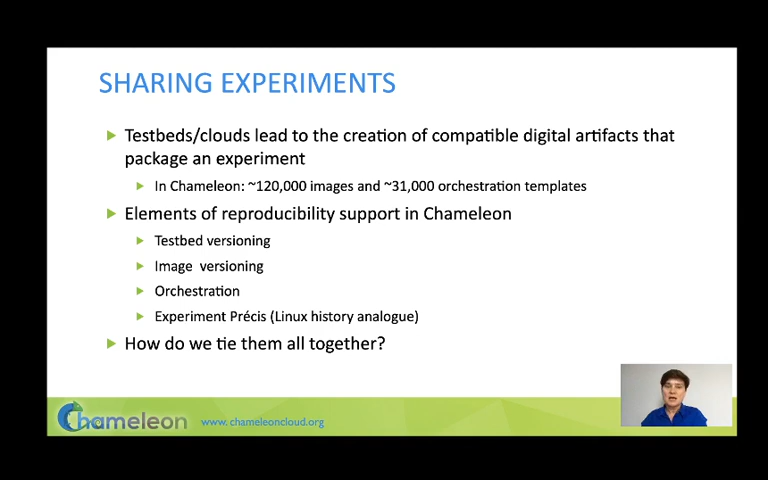 SHARING EXPERIMENTS
Testbeds/clouds lead to the creation of compatible digital artifacts that
package an experiment
In Chameleon: ~120,000 images and ~31,000 orchestration templates
Elements of reproducibility support in Chameleon
Testbed versioning
Image versioning
Orchestration
Experiment Précis (Linux history analogue)
How do we tie them all together?
Chameleon www. chameleoncloud.org